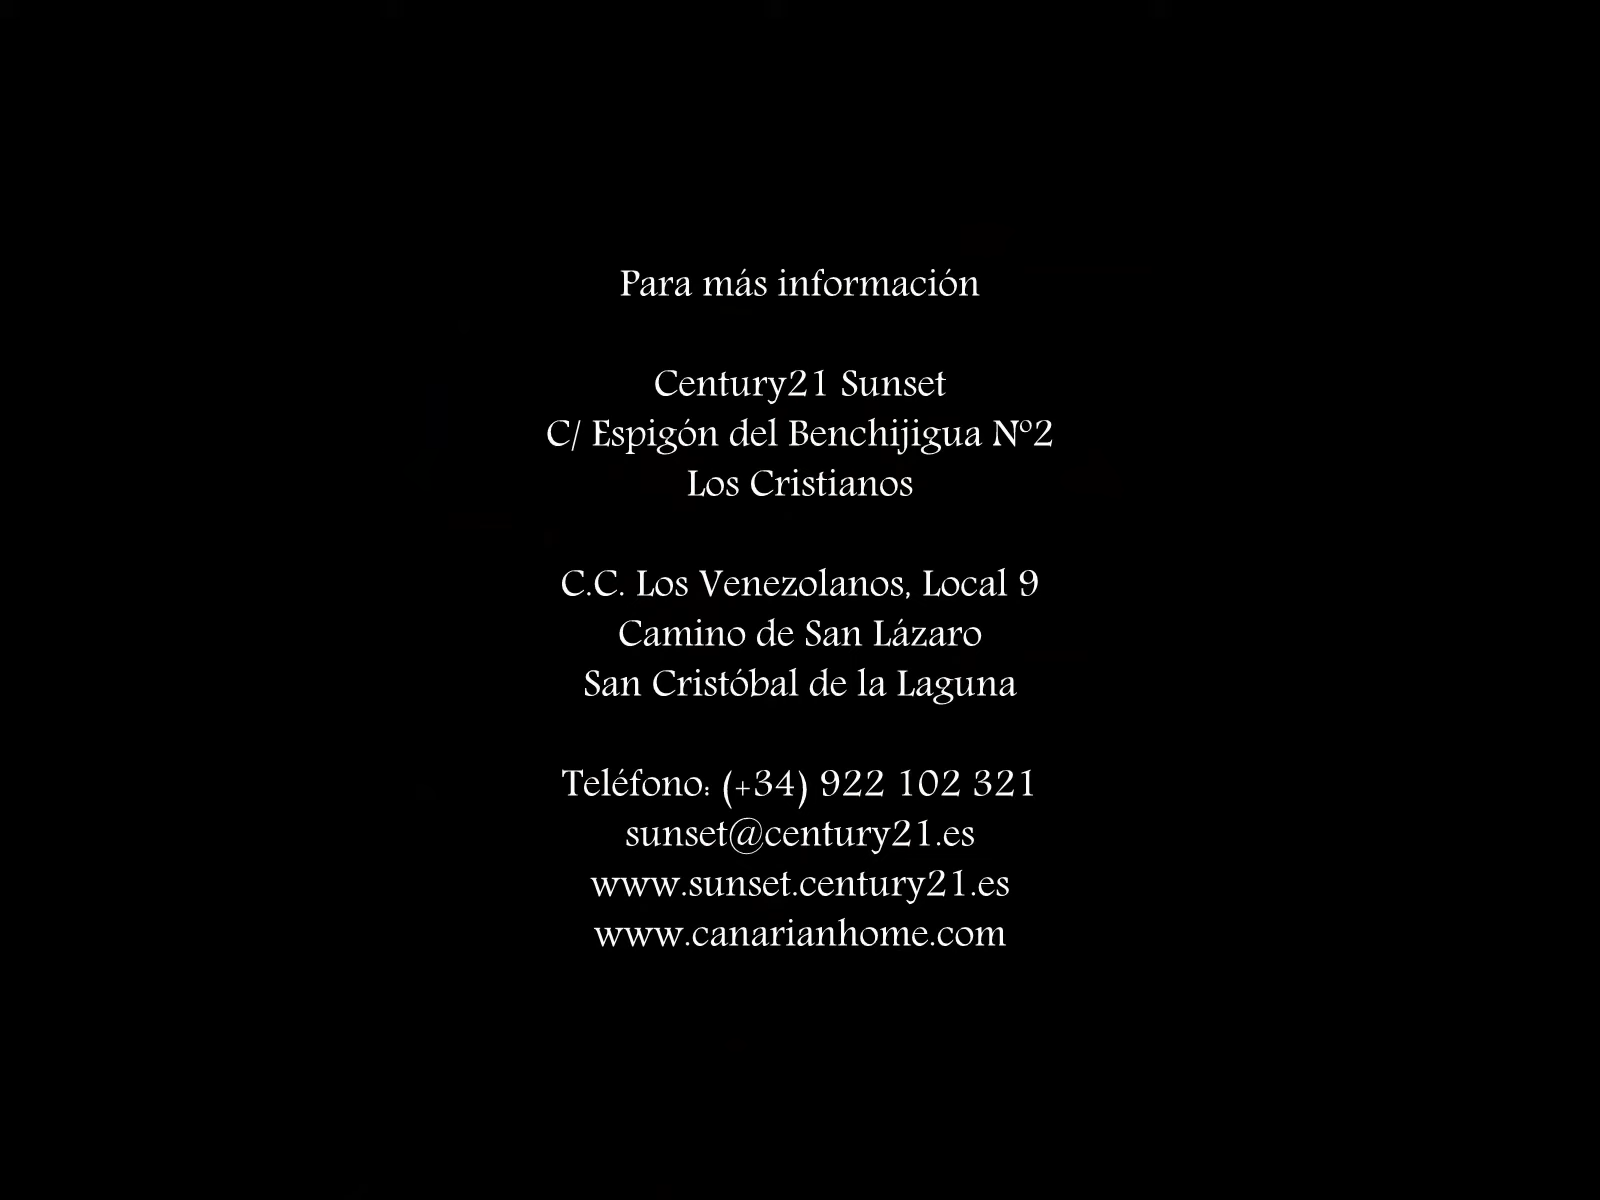 Para más información
Century21 Sunset
C/ Espigón del Benchijigua Nº2
Los Cristianos
C.C. Los Venezolanos, Local 9
Camino de San Lázaro
San Cristóbal de la Laguna
Teléfono: (+34) 922 102 321
sunset@century21.es
www.sunset.century21.es
www.canarianhome.com